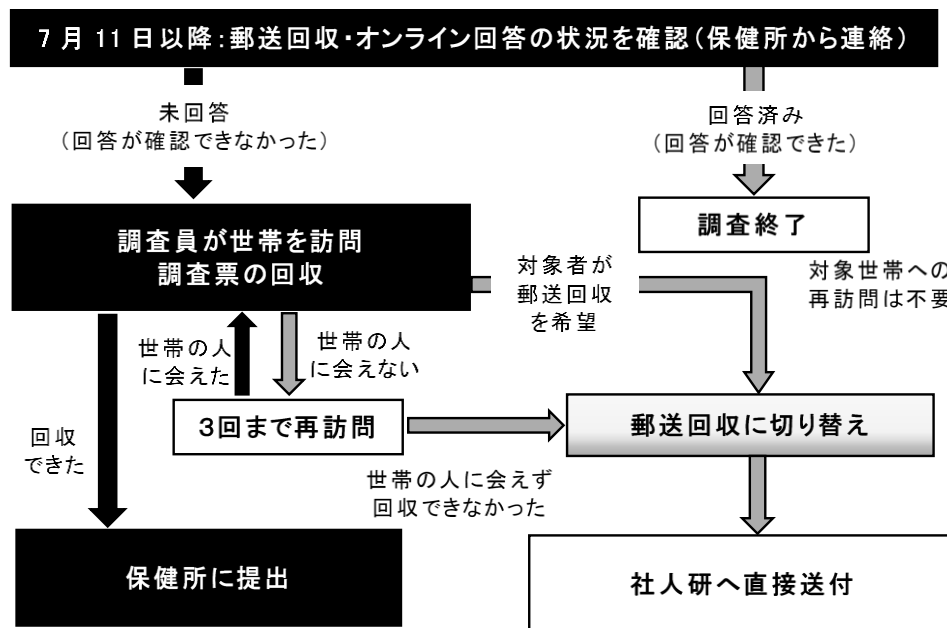 7月11日以降：郵送回収・オンライン回答の状況を確認（保健所から連絡）
未回答
（回答が確認できなかった）
回答済み
（回答が確認できた）
調査員が世帯を訪問
調査票の回収
調査終了
対象者が
郵送回収
を希望
対象世帯への
再訪問は不要
世帯の人
に会えた
世帯の人
に会えない
回収
できた
3回まで再訪問
郵送回収に切り替え
世帯の人に会えず
回収できなかった
保健所に提出
社人研へ直接送付